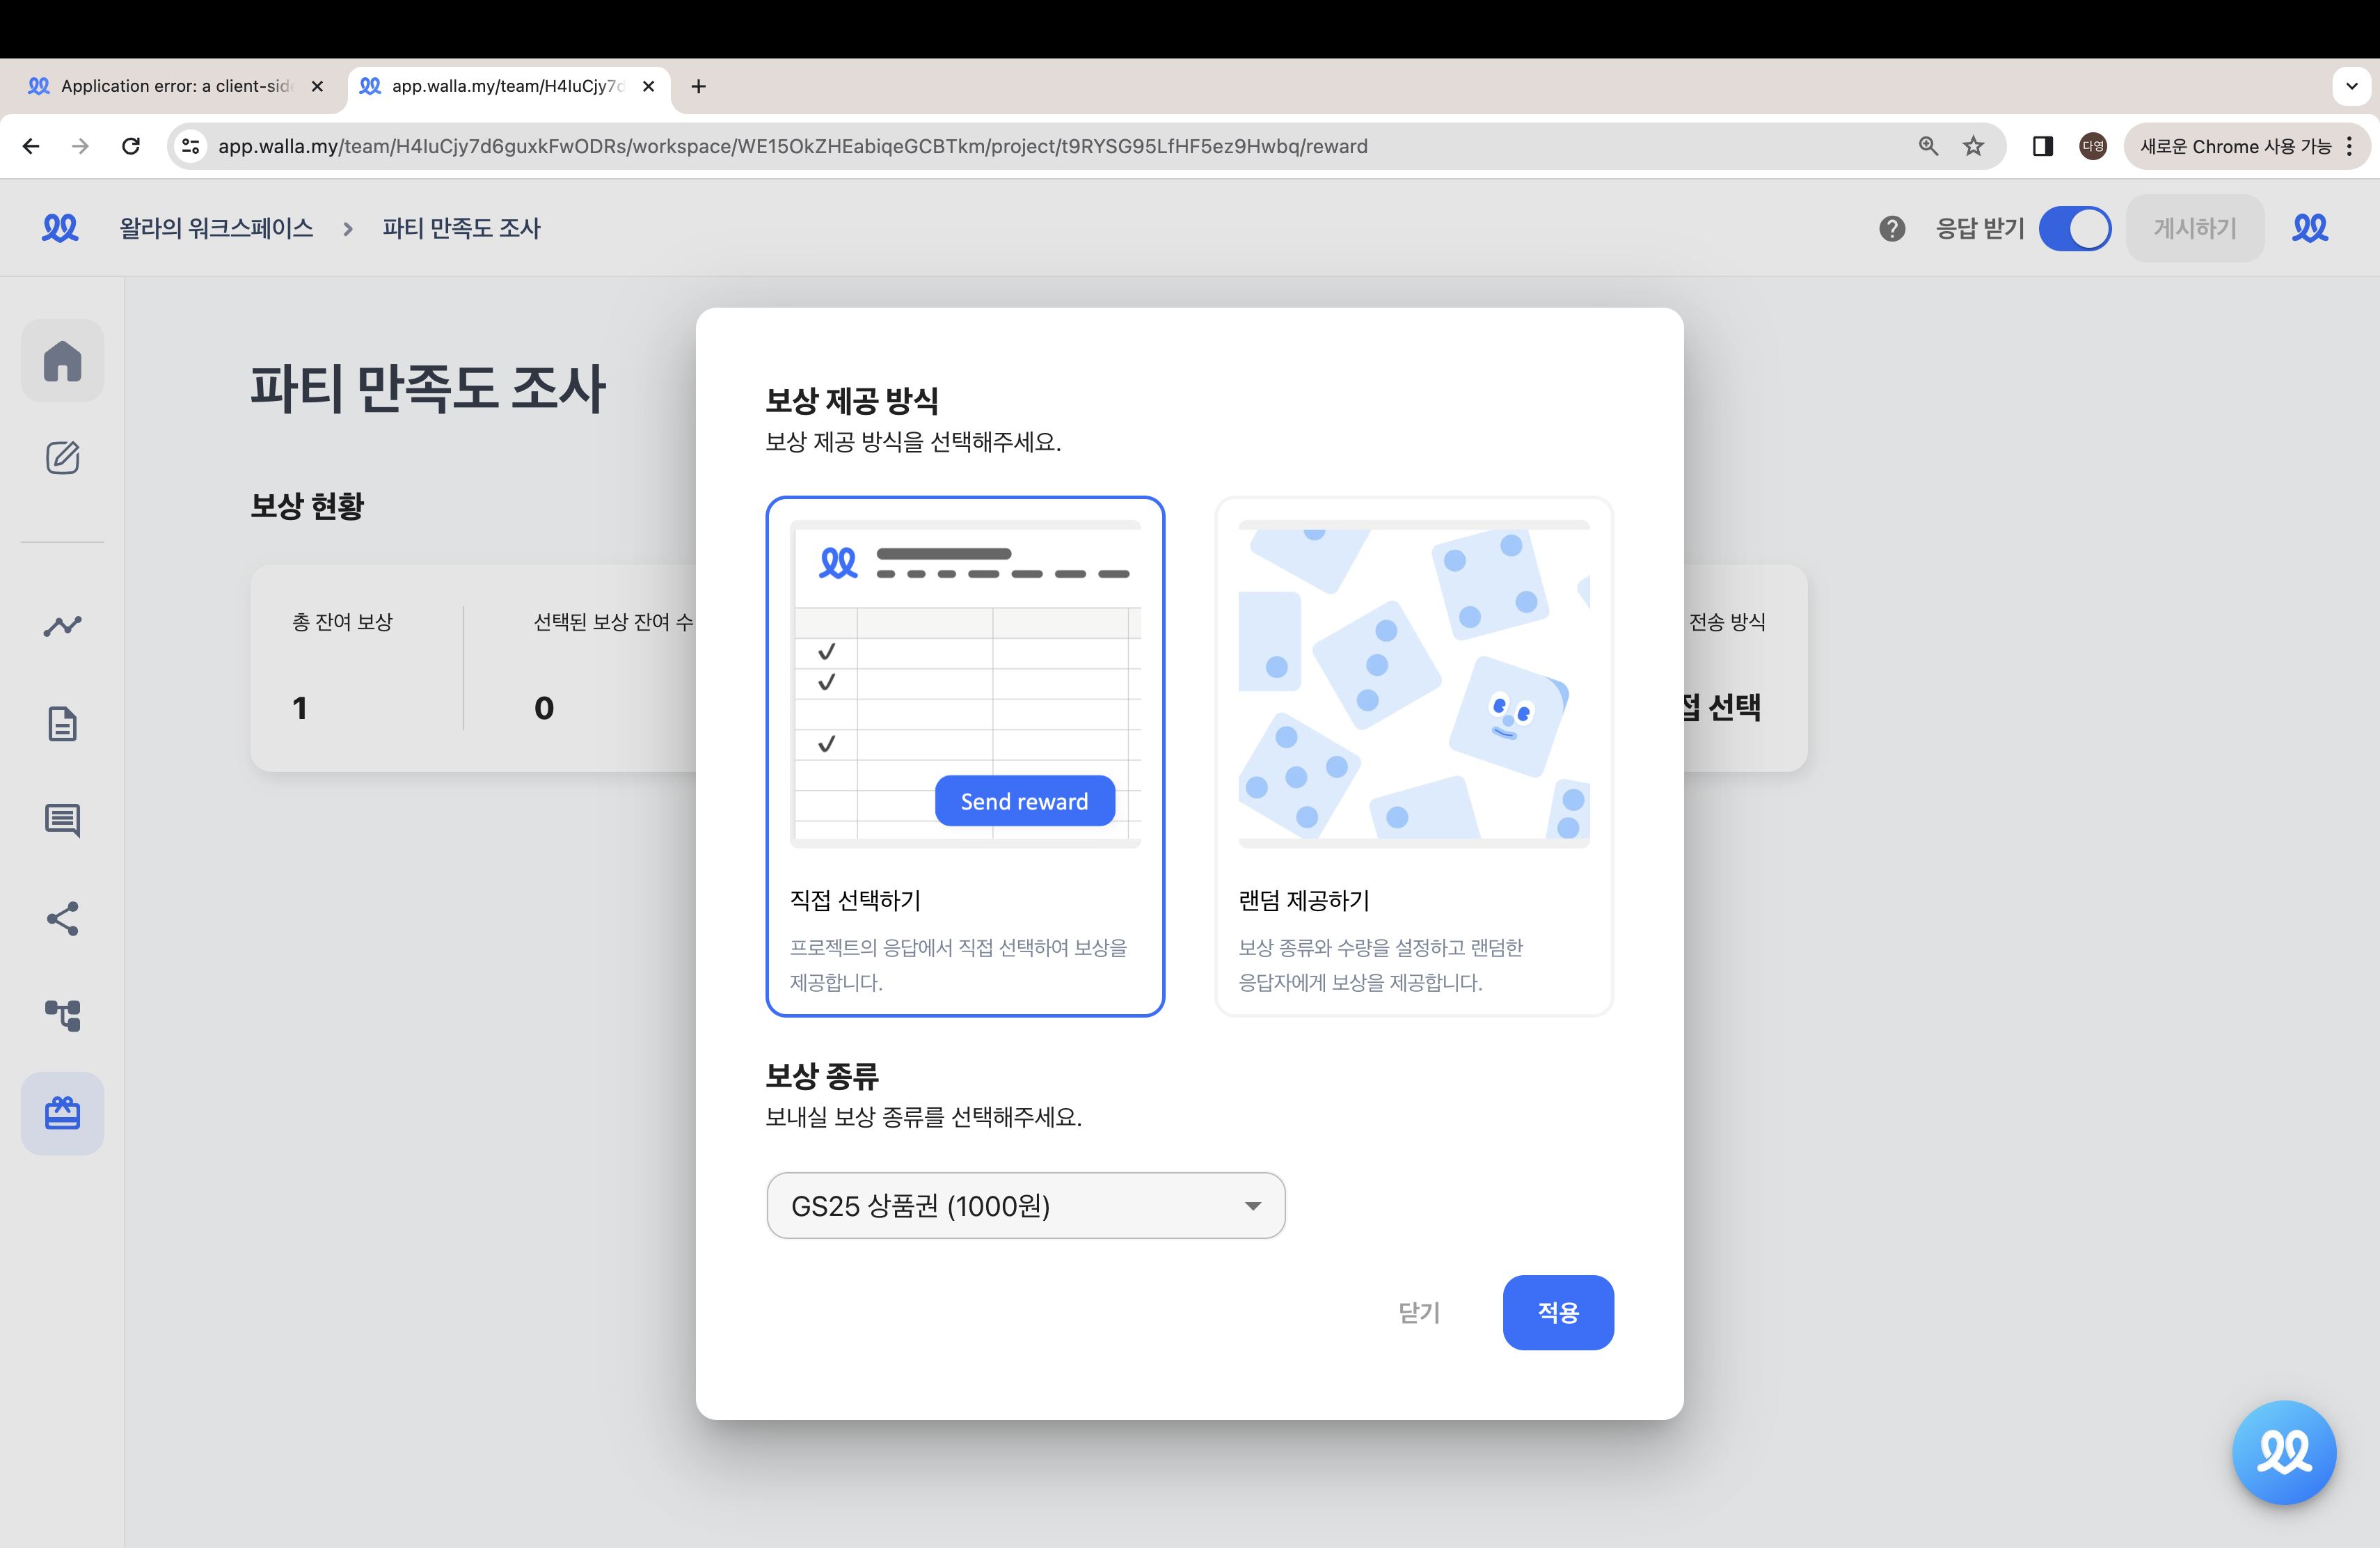 Application error: a client-side
app.walla.my/team/H4IuCjy7d
app.walla.my/team/H4IuCjy7d6guxkFwODRs/workspace/WE15OkZHEabiqeGCBTkm/project/t9RYSG95LfHF5ez9Hwbq/reward
다영
새로운 Chrome 사용 가능
왈라의 워크스페이스
파티 만족도 조사
응답 받기
게시하기
파티 만족도 조사
보상 현황
총 잔여 보상
1
선택된 보상 잔여 수
0
전송 방식
접 선택
보상 제공 방식
보상 제공 방식을 선택해주세요.
Send reward
직접 선택하기
프로젝트의 응답에서 직접 선택하여 보상을
제공합니다.
랜덤 제공하기
보상 종류와 수량을 설정하고 랜덤한
응답자에게 보상을 제공합니다.
보상 종류
보내실 보상 종류를 선택해주세요.
GS25 상품권 (1000원)
닫기
적용